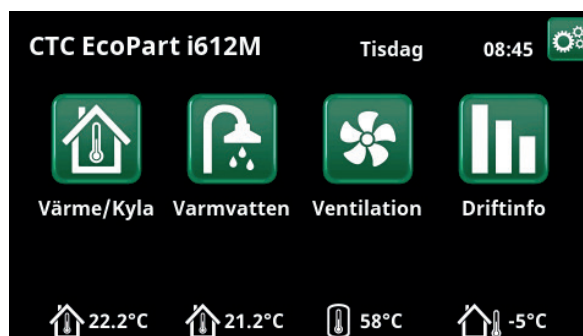 CTC EcoPart i612M Tisdag 08:45
Värme/Kyla Varmvatten Ventilation Driftinfo
22.2°C 21.2°C 58°C -5°C